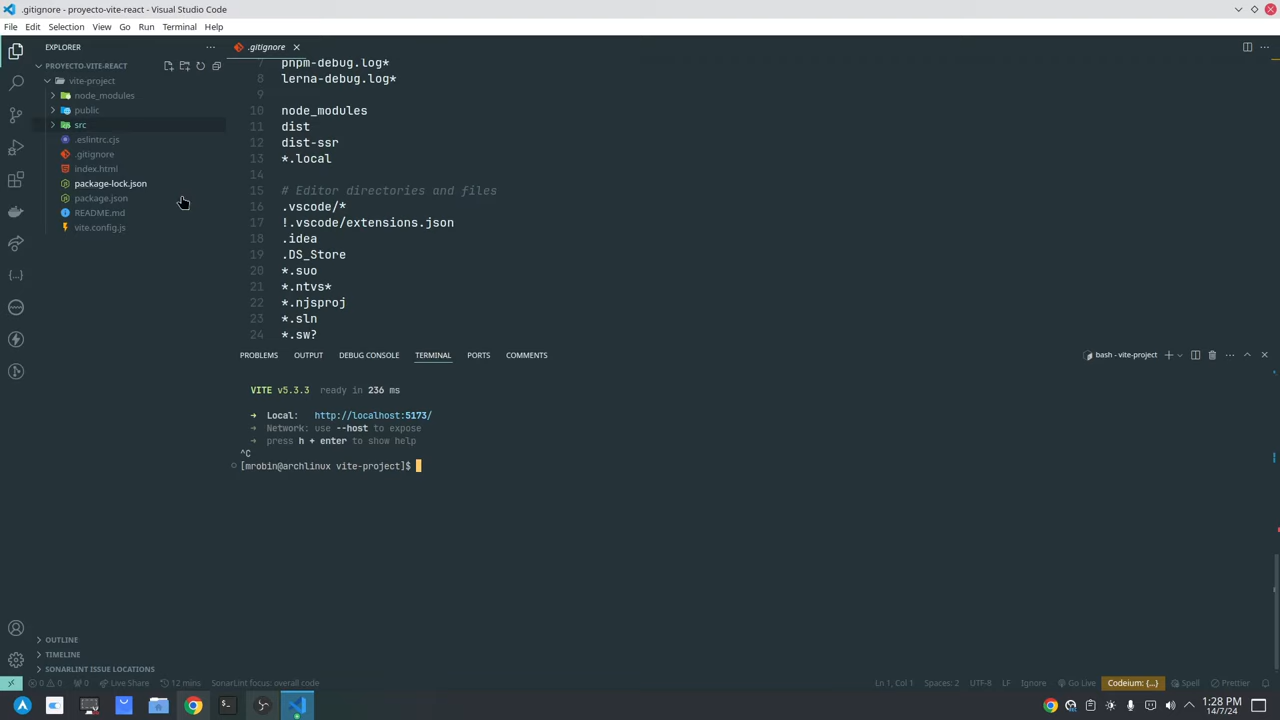 .gitignore - proyecto-vite-react - Visual Studio Code
File Edit Selection View Go Run Terminal Help
EXPLORER
.gitignore
PROYECTO-VITE-REACT
vite-project
node_modules
public
src
.eslintrc.cjs
.gitignore
index.html
package-lock.json
package.json
README.md
vite.config.js
7 pnpm-debug.log*
8 lerna-debug.log*
9
10 node_modules
11 dist
12 dist-ssr
13 *.local
14
15 # Editor directories and files
16 .vscode/*
17 !.vscode/extensions.json
18 .idea
19 .DS_Store
20 *.suo
21 *.ntvs*
22 *.njsproj
23 *.sln
24 *.sw?
PROBLEMS OUTPUT DEBUG CONSOLE TERMINAL PORTS COMMENTS
bash - vite-project
VITE v5.3.3 ready in 236 ms
➜ Local: http://localhost:5173/
➜ Network: use --host to expose
➜ press h + enter to show help
^C
[mrobin@archlinux vite-project]$
OUTLINE
TIMELINE
SONARLINT ISSUE LOCATIONS
0 0 0 Live Share 12 mins SonarLint focus: overall code
Ln 1, Col 1 Spaces: 2 UTF-8 LF Ignore Go Live Codeium: {...} Spell Prettier
1:28 PM
14/7/24